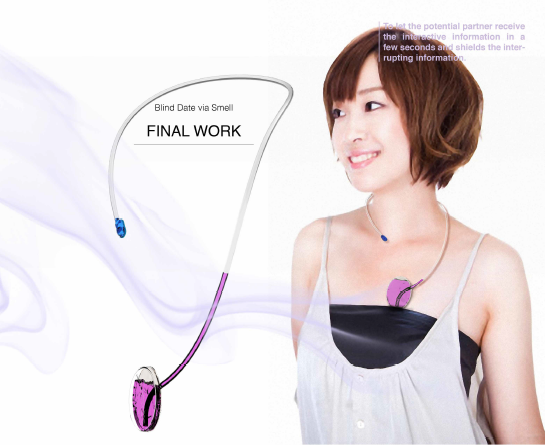 To let the potential partner receive
the interactive information in a
few seconds and shields the inter-
rupting information.
Blind Date via Smell
FINAL WORK